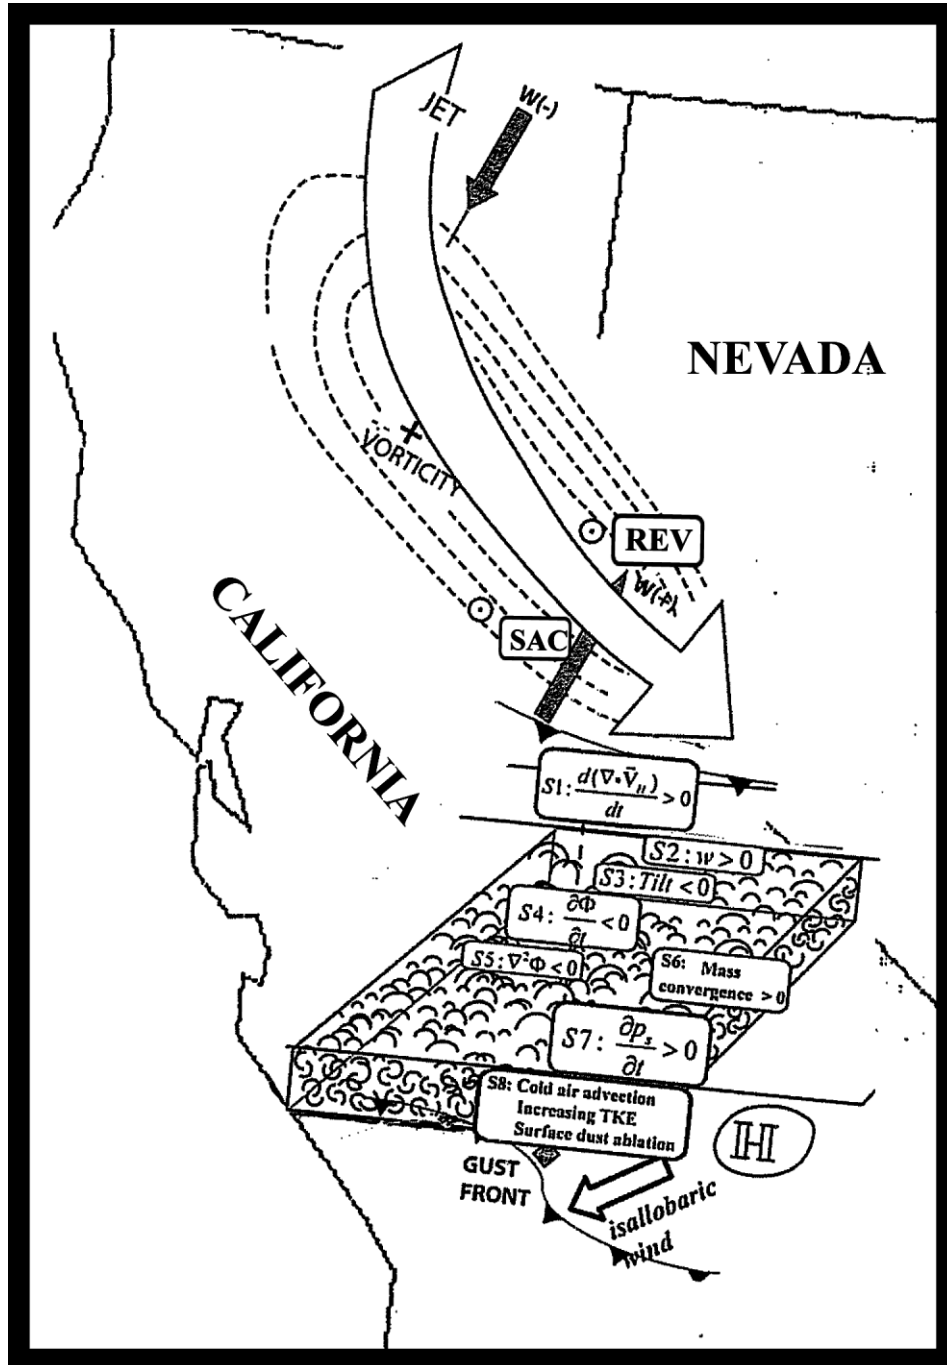 JET
W(-)
NEVADA
+
VORTICITY
REV
W(+)
SAC
CALIFORNIA
S1: d(∇•V̄_H)/dt > 0
S2: w > 0
S3: Tilt < 0
S4: ∂Φ/∂t < 0
S5: ∇²Φ < 0
S6: Mass
convergence > 0
S7: ∂p_s/∂t > 0
S8: Cold air advection
Increasing TKE
Surface dust ablation
H
GUST
FRONT
isallobaric
wind